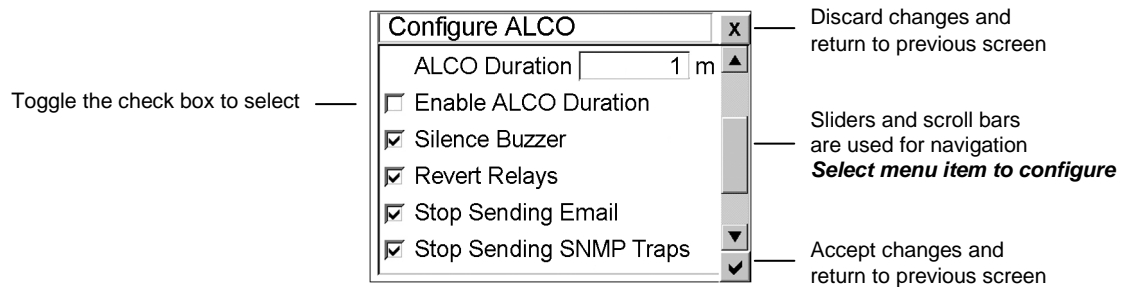 Configure ALCO
X
Discard changes and
return to previous screen
ALCO Duration 1 m
Toggle the check box to select
Enable ALCO Duration
Silence Buzzer
Sliders and scroll bars
are used for navigation
Select menu item to configure
Revert Relays
Stop Sending Email
Stop Sending SNMP Traps
Accept changes and
return to previous screen